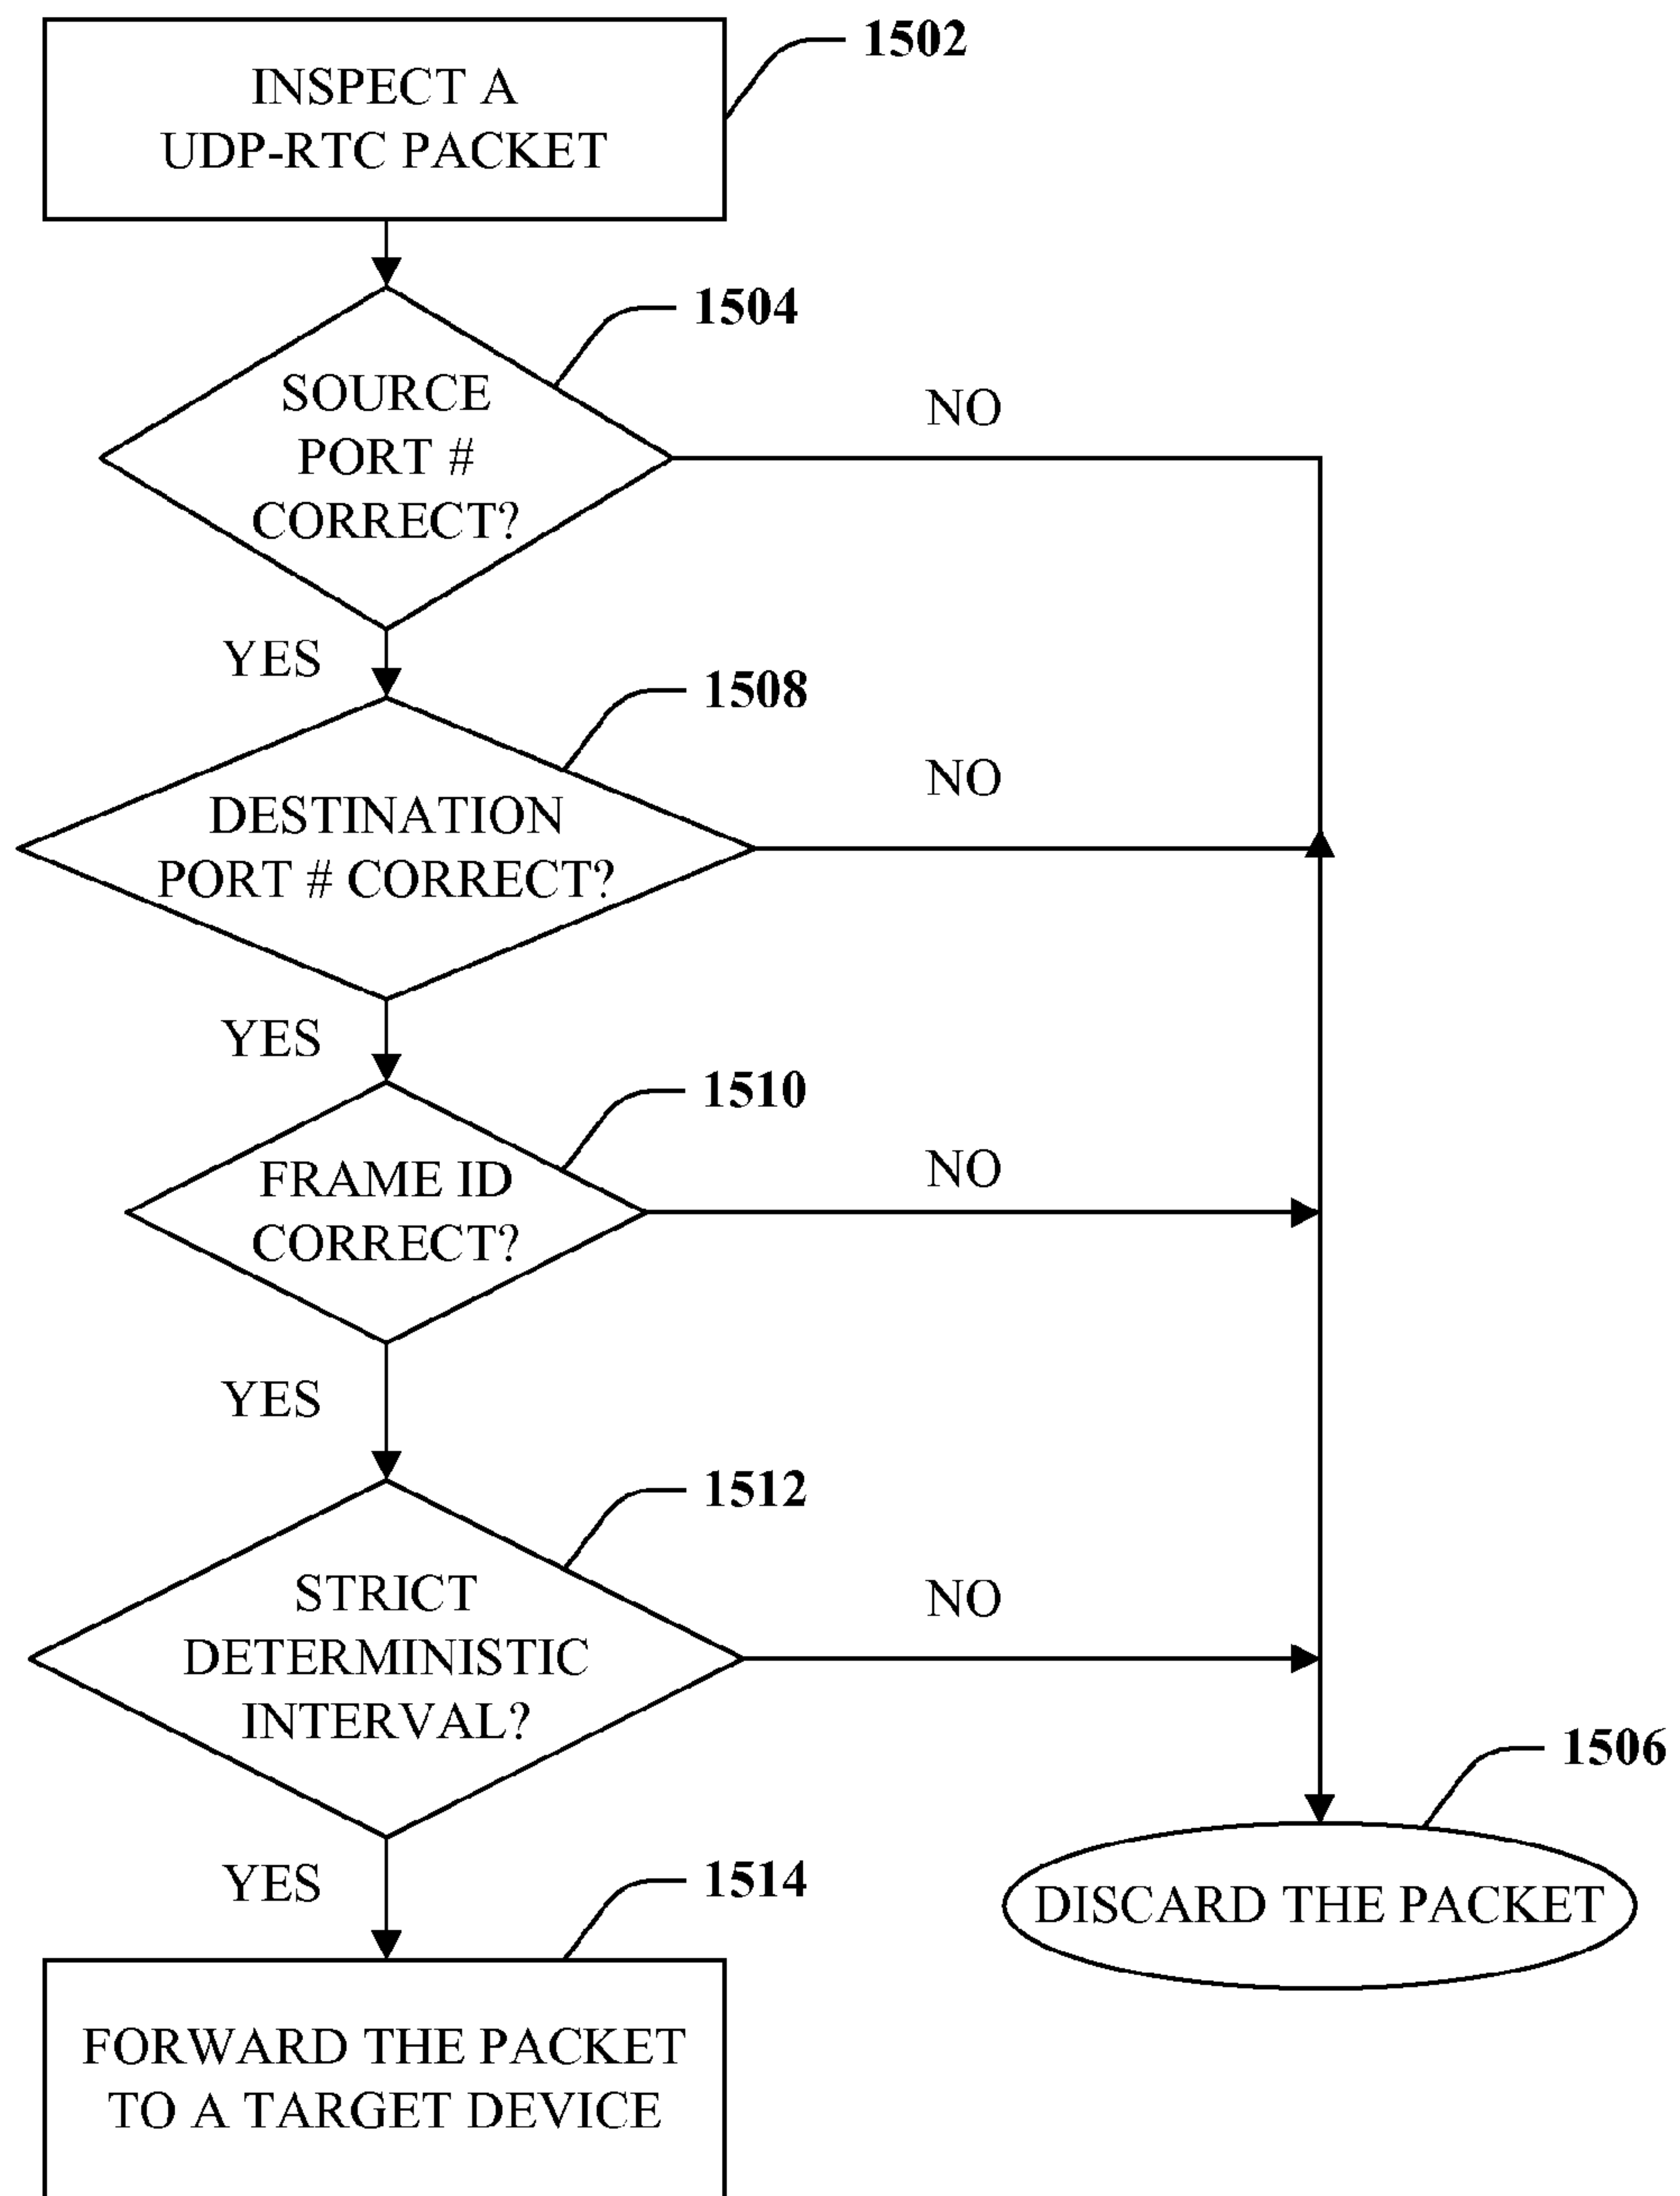 1502
INSPECT A
UDP-RTC PACKET
1504
SOURCE
PORT #
CORRECT?
NO
YES
1508
DESTINATION
PORT # CORRECT?
NO
YES
1510
FRAME ID
CORRECT?
NO
YES
1512
STRICT
DETERMINISTIC
INTERVAL?
NO
1506
DISCARD THE PACKET
YES
1514
FORWARD THE PACKET
TO A TARGET DEVICE